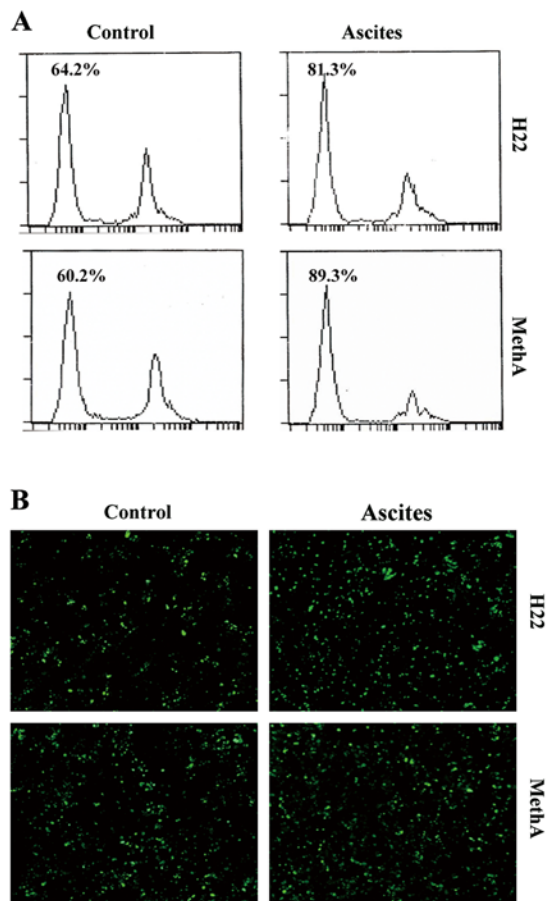 A
Control
Ascites
64.2%
81.3%
H22
60.2%
89.3%
MethA
B
Control
Ascites
H22
MethA